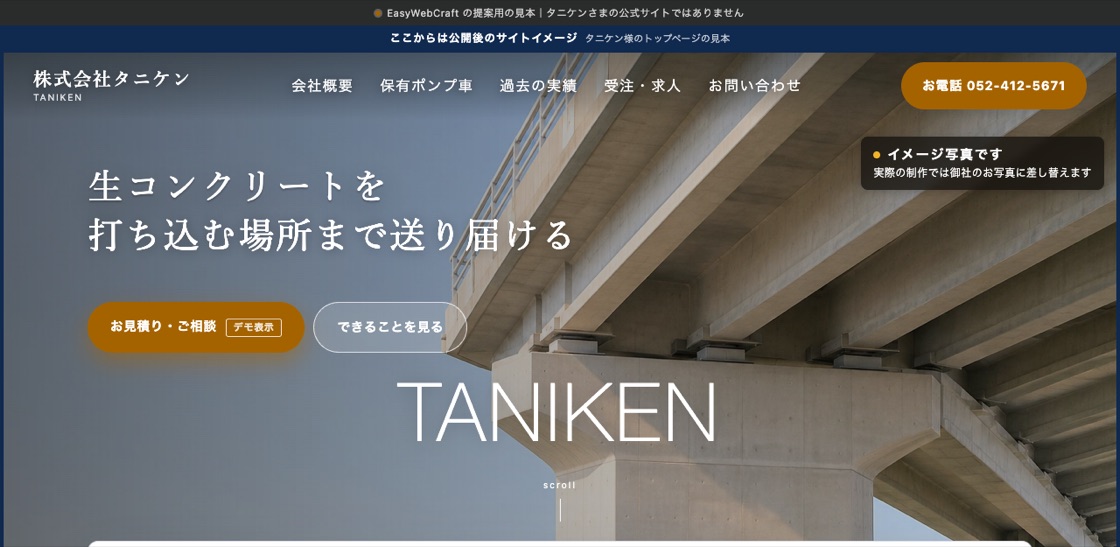 EasyWebCraft の提案用の見本｜タニケンさまの公式サイトではありません
ここからは公開後のサイトイメージ タニケン様のトップページの見本
株式会社タニケン
TANIKEN
会社概要 保有ポンプ車 過去の実績 受注・求人 お問い合わせ
お電話 052-412-5671
イメージ写真です
実際の制作では御社のお写真に差し替えます
生コンクリートを
打ち込む場所まで送り届ける
お見積り・ご相談 デモ表示 できることを見る
TANIKEN
scroll